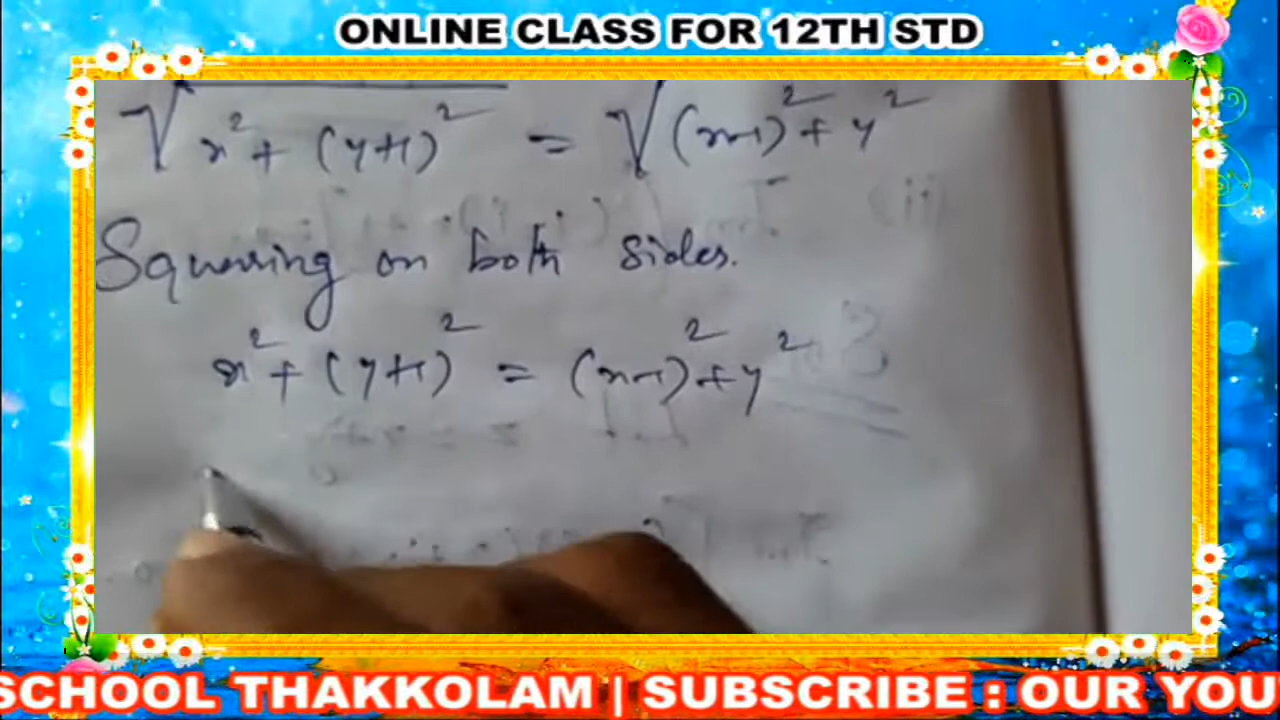 ONLINE CLASS FOR 12TH STD
√x² + (y+1)² = √(x-1)² + y²
Squaring on both sides.
x² + (y+1)² = (x-1)² + y²
SCHOOL THAKKOLAM | SUBSCRIBE : OUR YOU